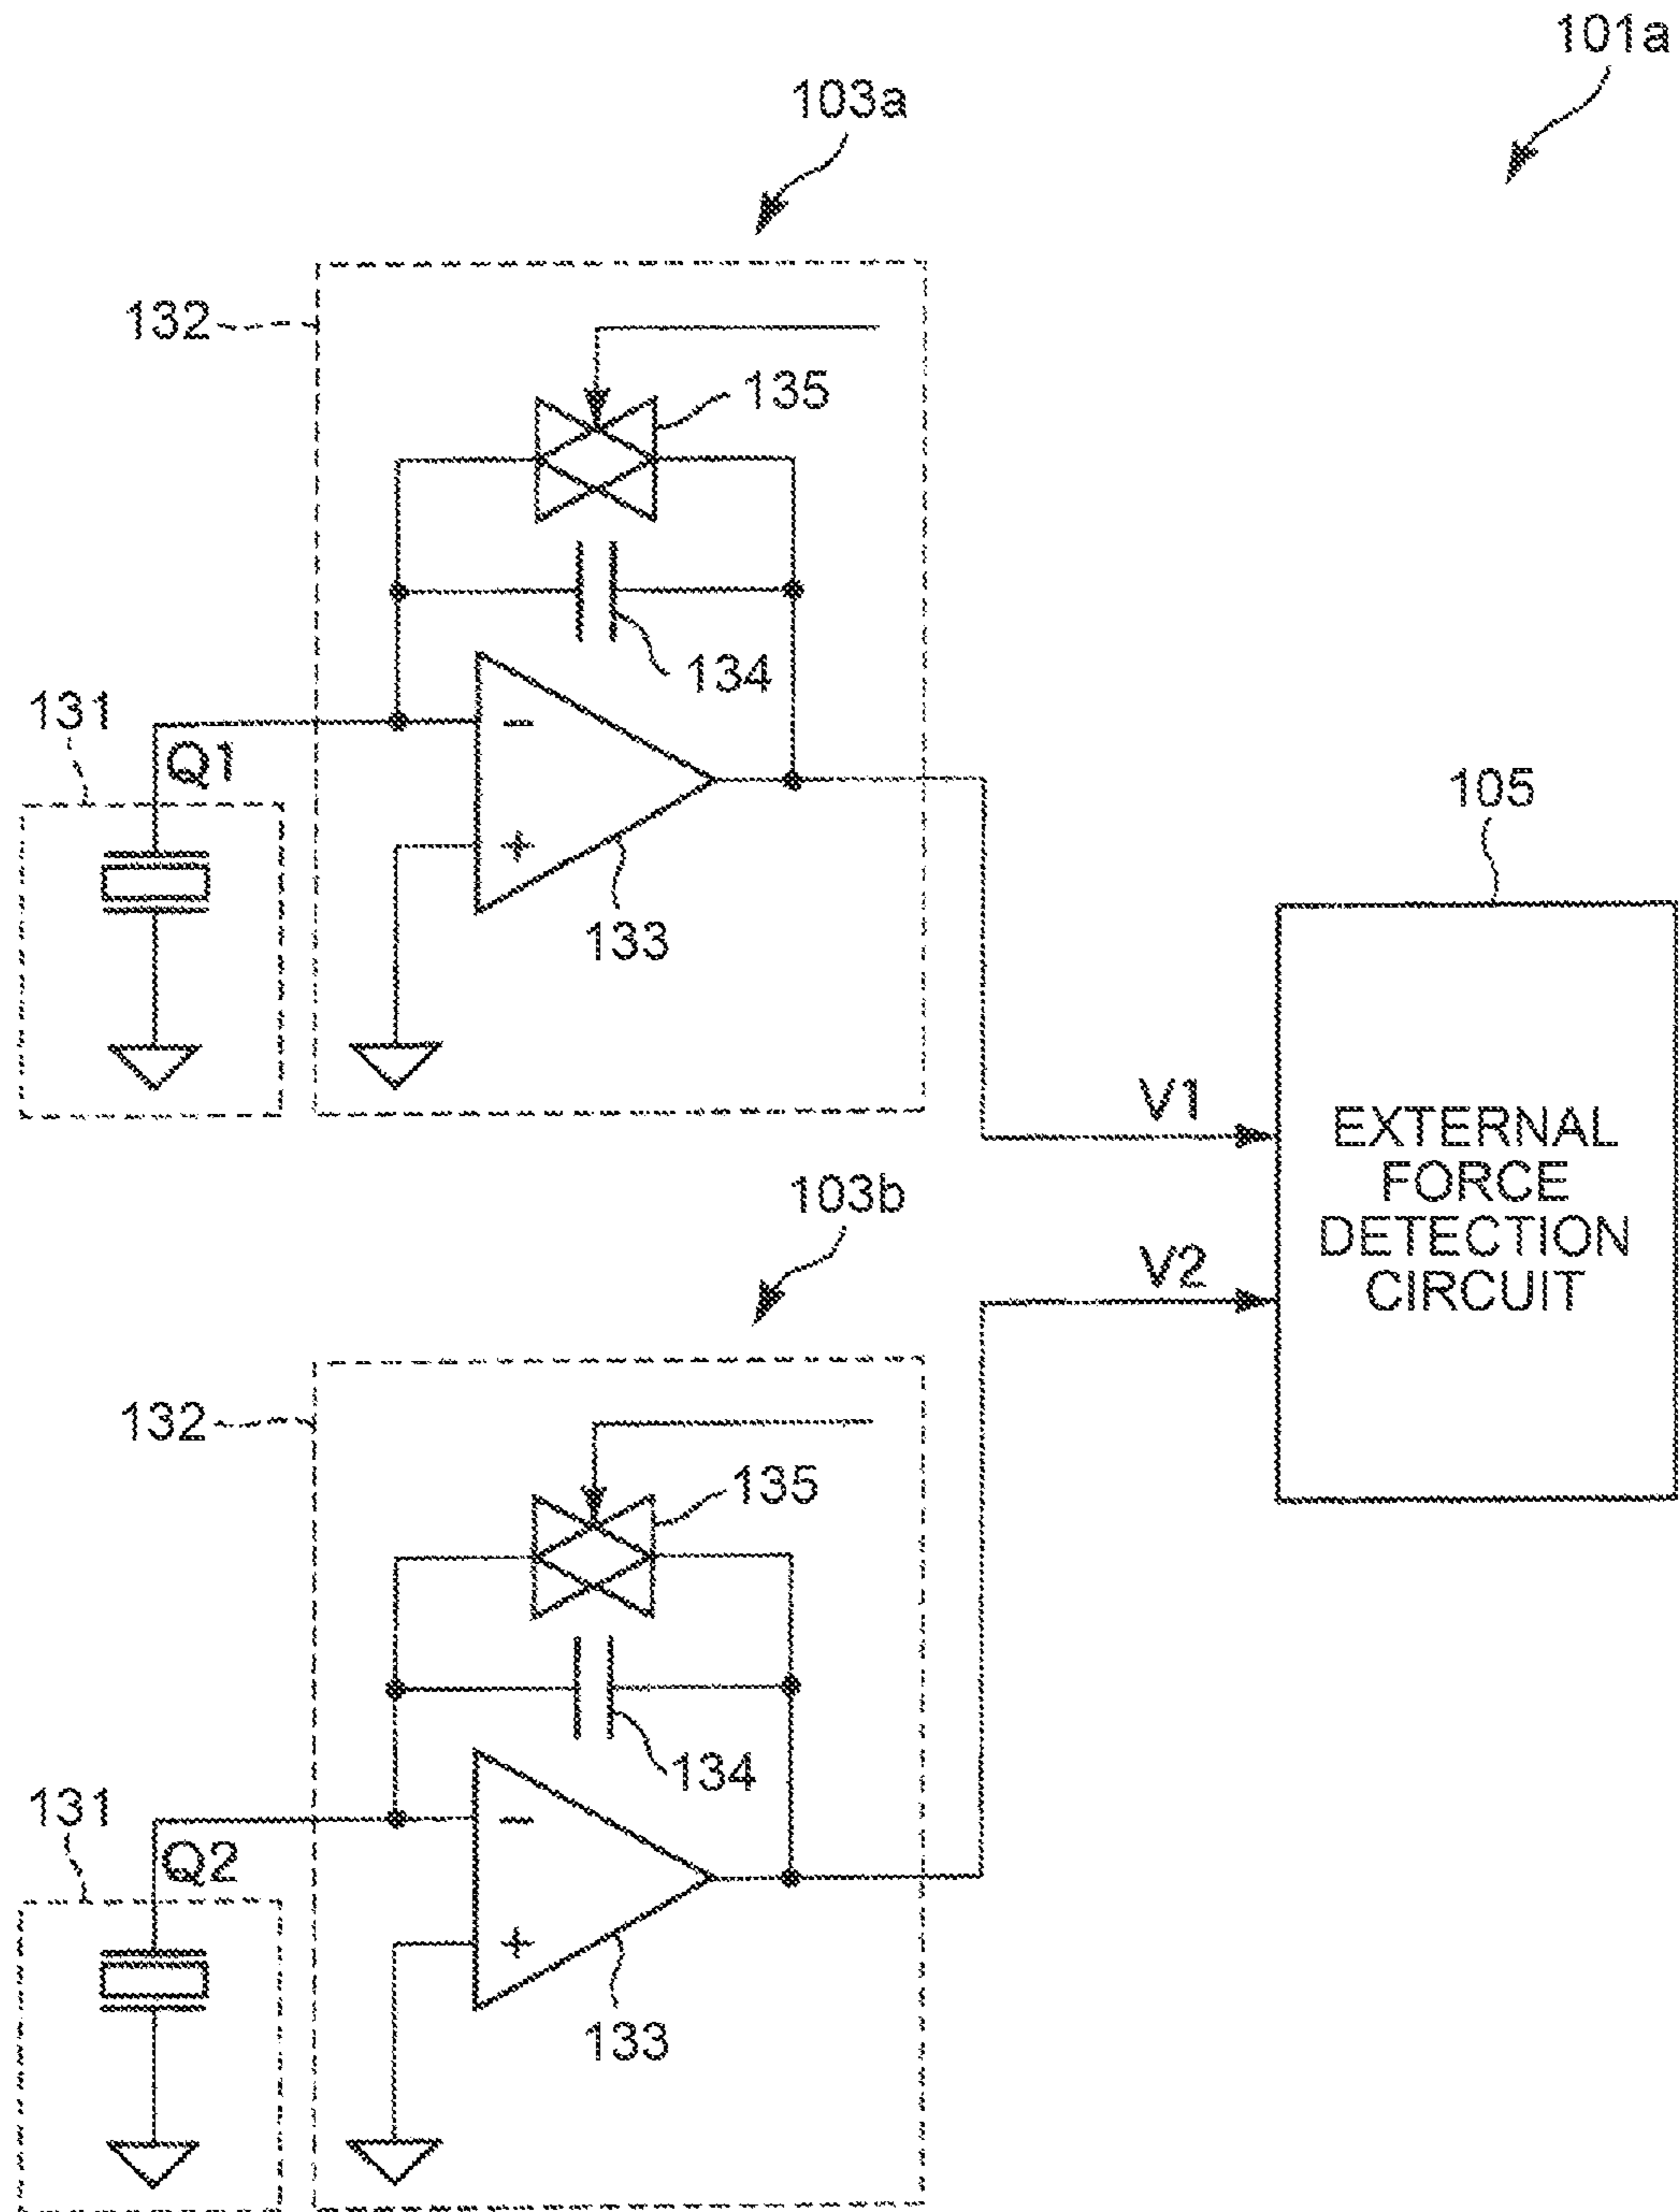 101a
103a
132
135
134
131
Q1
−
+
133
105
V1
EXTERNAL
FORCE
DETECTION
CIRCUIT
V2
103b
132
135
134
131
Q2
−
+
133